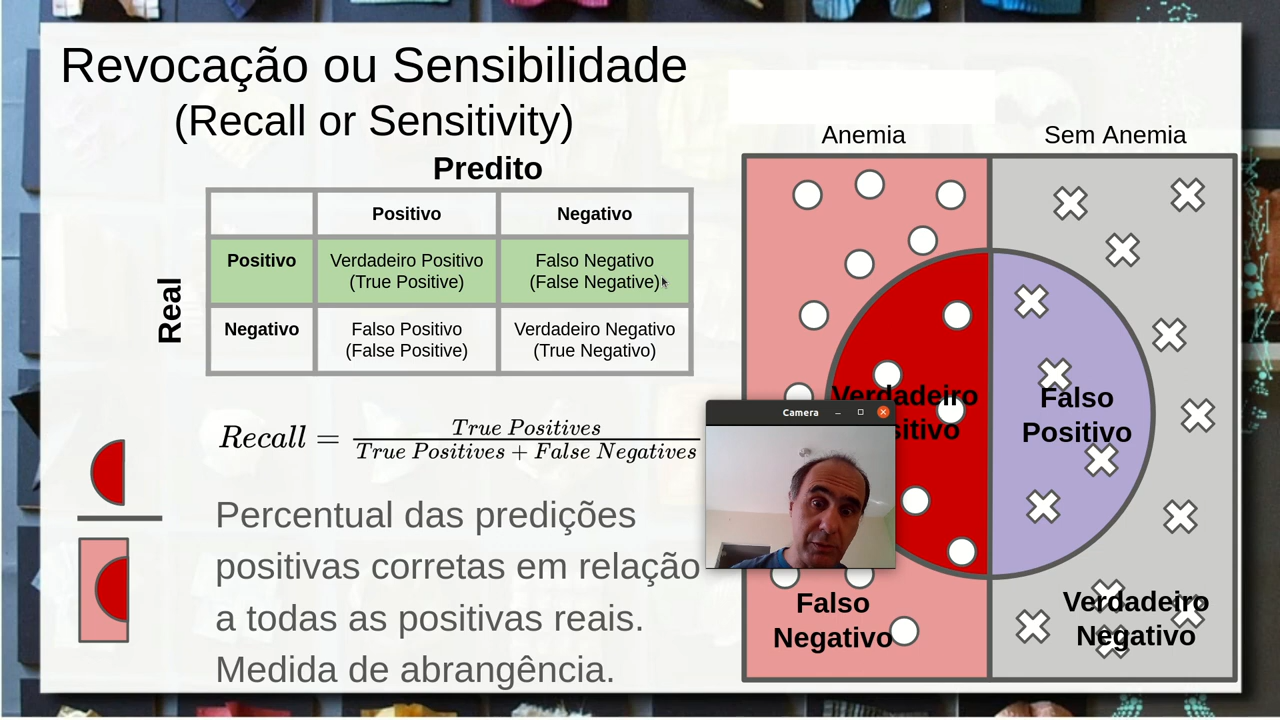 Revocação ou Sensibilidade
(Recall or Sensitivity)
Predito
Positivo Negativo
Real
Positivo Verdadeiro Positivo (True Positive) Falso Negativo (False Negative)
Negativo Falso Positivo (False Positive) Verdadeiro Negativo (True Negative)
Recall = True Positives / True Positives + False Negatives
Percentual das predições
positivas corretas em relação
a todas as positivas reais.
Medida de abrangência.
Anemia Sem Anemia
Verdadeiro
Falso
Positivo
Camera
Falso
Negativo
Verdadeiro
Negativo